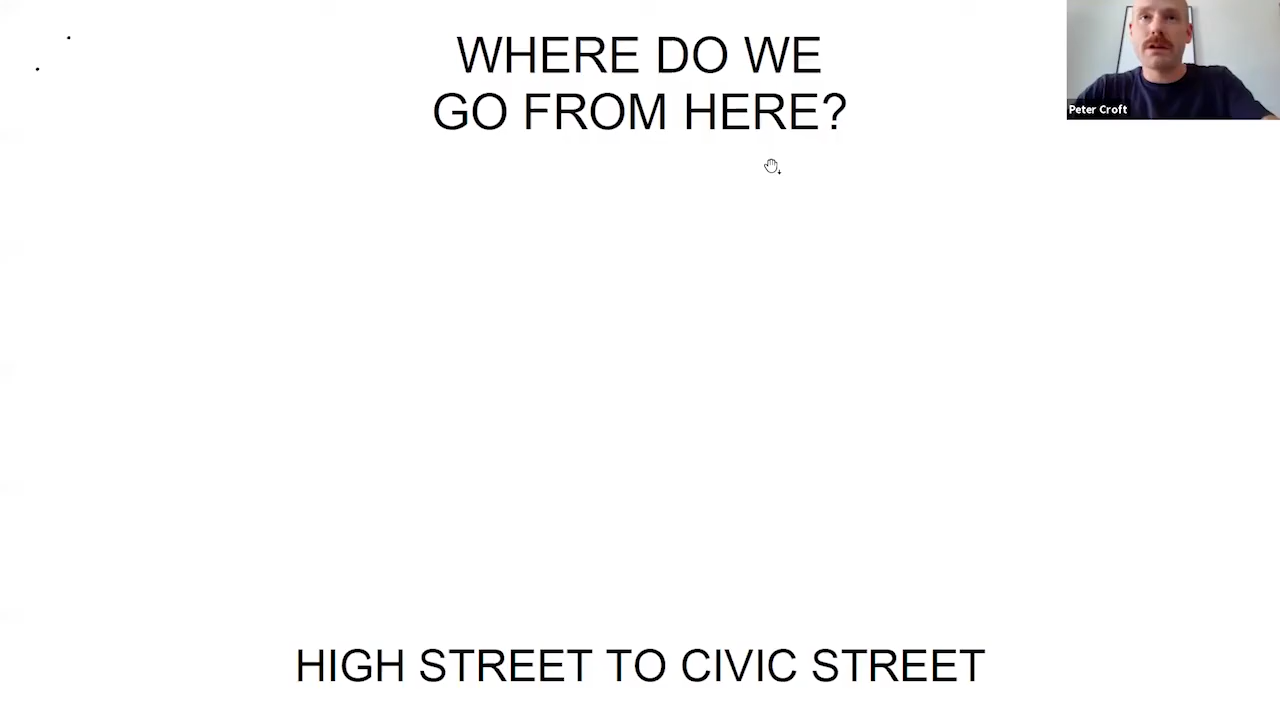 WHERE DO WE
GO FROM HERE?
Peter Croft
HIGH STREET TO CIVIC STREET